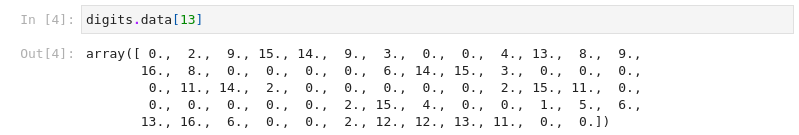 In [4]: digits.data[13]
Out[4]: array([ 0.,  2.,  9., 15., 14.,  9.,  3.,  0.,  0.,  4., 13.,  8.,  9.,
       16.,  8.,  0.,  0.,  0.,  0.,  6., 14., 15.,  3.,  0.,  0.,  0.,
        0., 11., 14.,  2.,  0.,  0.,  0.,  0.,  0.,  2., 15., 11.,  0.,
        0.,  0.,  0.,  0.,  2., 15.,  4.,  0.,  0.,  1.,  5.,  6.,
       13., 16.,  6.,  0.,  0.,  2., 12., 12., 13., 11.,  0.,  0.])